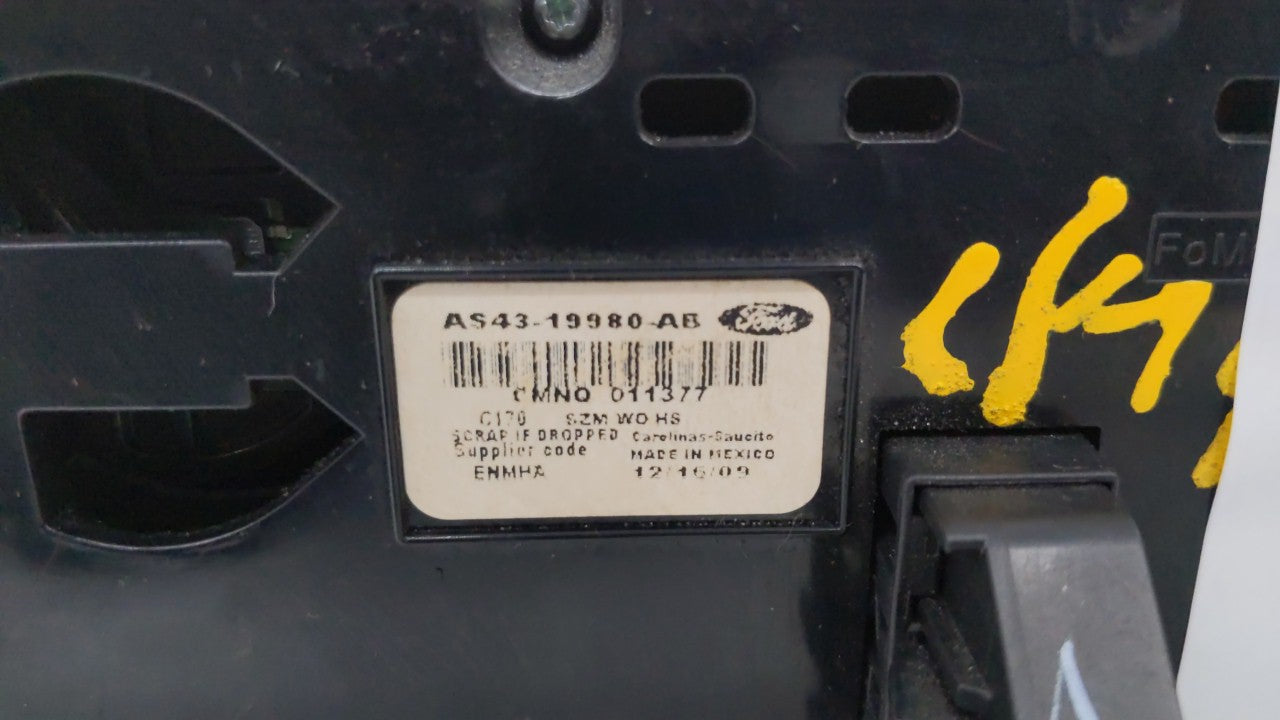 AS43-19980-AB Ford
CMNQ 011377
C170 SZM WO HS
SCRAP IF DROPPED Carolinas-Saucito
Supplier code MADE IN MEXICO
ENMHA 12/16/09
FoM